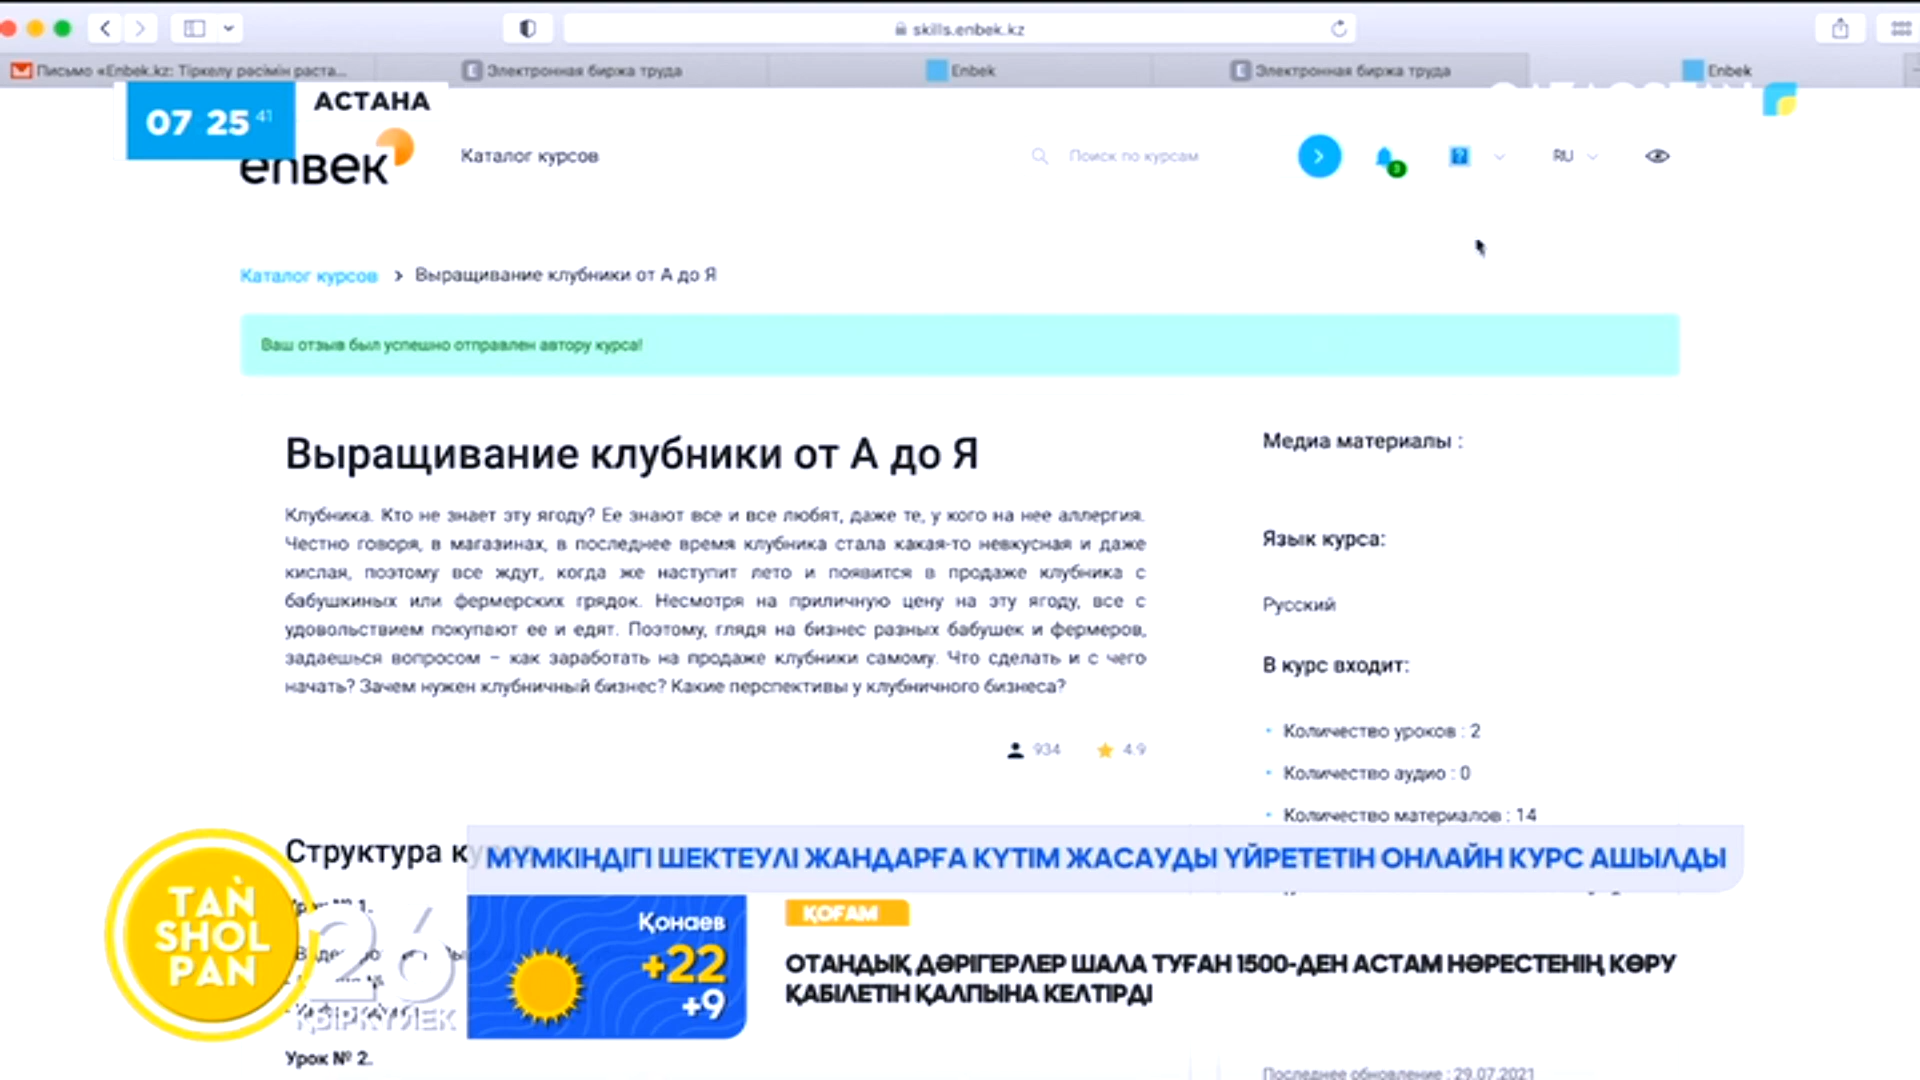 skills.enbek.kz
Письмо «Enbek.kz: Тіркелу рәсімін раста...
Электронная биржа труда
Enbek
Электронная биржа труда
Enbek
07 25 41
АСТАНА
enbek
Каталог курсов
Поиск по курсам
RU
Каталог курсов > Выращивание клубники от А до Я
Ваш отзыв был успешно отправлен автору курса!
Выращивание клубники от А до Я
Клубника. Кто не знает эту ягоду? Ее знают все и все любят, даже те, у кого на нее аллергия.
Честно говоря, в магазинах, в последнее время клубника стала какая-то невкусная и даже
кислая, поэтому все ждут, когда же наступит лето и появится в продаже клубника с
бабушкиных или фермерских грядок. Несмотря на приличную цену на эту ягоду, все с
удовольствием покупают ее и едят. Поэтому, глядя на бизнес разных бабушек и фермеров,
задаешься вопросом – как заработать на продаже клубники самому. Что сделать и с чего
начать? Зачем нужен клубничный бизнес? Какие перспективы у клубничного бизнеса?
934 4.9
Медиа материалы :
Язык курса:
Русский
В курс входит:
Количество уроков : 2
Количество аудио : 0
Количество материалов : 14
Структура к
МҮМКІНДІГІ ШЕКТЕУЛІ ЖАНДАРҒА КҮТІМ ЖАСАУДЫ ҮЙРЕТЕТІН ОНЛАЙН КУРС АШЫЛДЫ
TAŃ
SHOL
PAN
26
ҚЫРКҮЙЕК
Қонаев
+22
+9
ҚОҒАМ
ОТАНДЫҚ ДӘРІГЕРЛЕР ШАЛА ТУҒАН 1500-ДЕН АСТАМ НӘРЕСТЕНІҢ КӨРУ
ҚАБІЛЕТІН ҚАЛПЫНА КЕЛТІРДІ
Урок № 2.
Последнее обновление : 29.07.2021